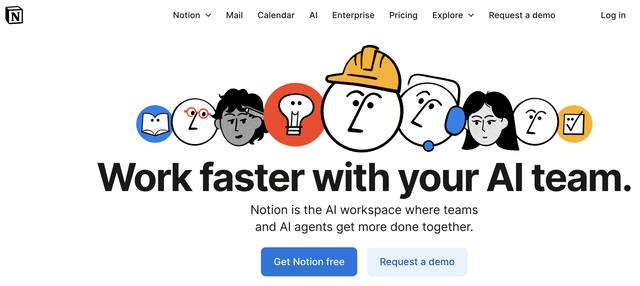 N
Notion Mail Calendar AI Enterprise Pricing Explore Request a demo Log in
Work faster with your AI team.
Notion is the AI workspace where teams
and AI agents get more done together.
Get Notion free Request a demo